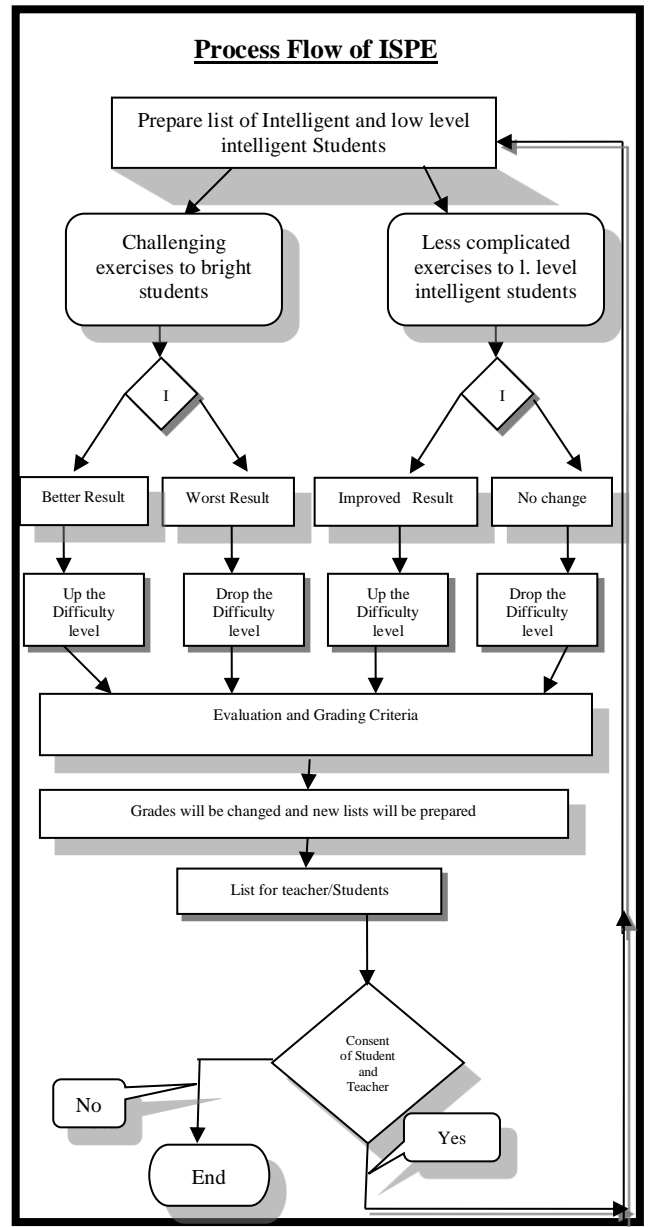 Process Flow of ISPE
Prepare list of Intelligent and low level
intelligent Students
Challenging
exercises to bright
students
Less complicated
exercises to l. level
intelligent students
I
I
Better Result
Worst Result
Improved Result
No change
Up the
Difficulty
level
Drop the
Difficulty
level
Up the
Difficulty
level
Drop the
Difficulty
level
Evaluation and Grading Criteria
Grades will be changed and new lists will be prepared
List for teacher/Students
Consent
of Student
and
Teacher
No
Yes
End